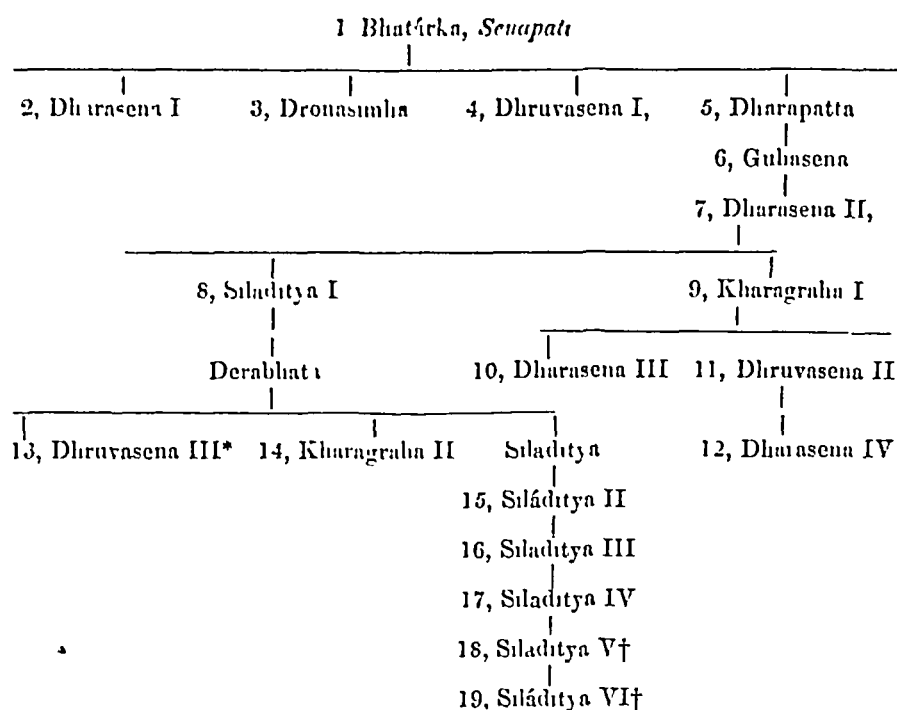 1 Bhatárka, Senapati
2, Dharasena I 3, Dronasimha 4, Dhruvasena I, 5, Dharapatta
6, Guhasena
7, Dharasena II,
8, Siladitya I 9, Kharagraha I
Derabhata 10, Dharasena III 11, Dhruvasena II
13, Dhruvasena III* 14, Kharagraha II Siladitya 12, Dharasena IV
15, Siláditya II
16, Siladitya III
17, Siladitya IV
18, Siladitya V†
19, Siláditya VI†